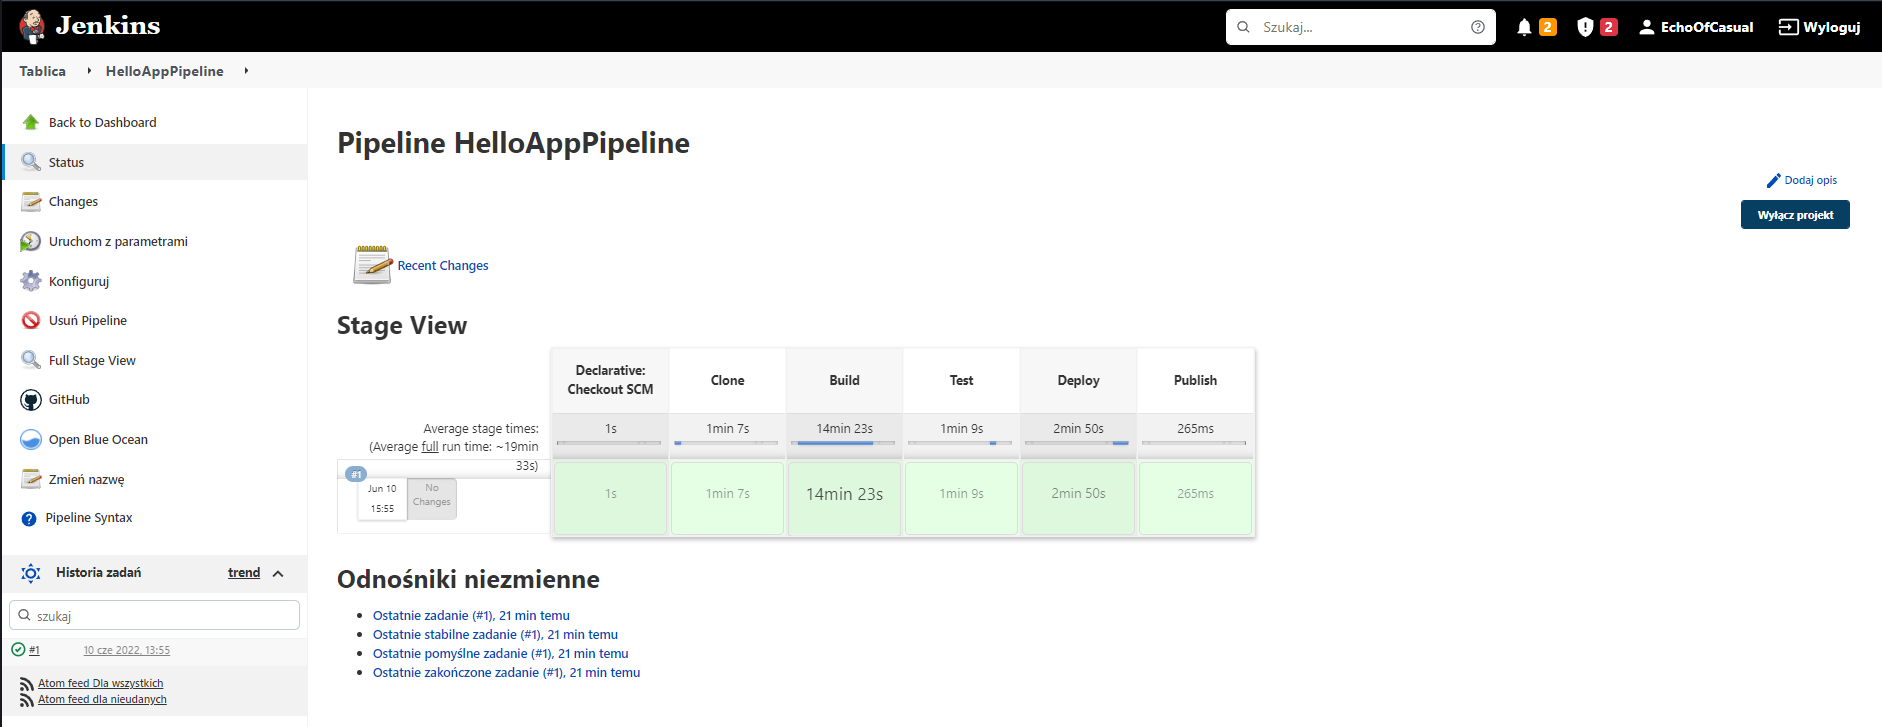 Jenkins
Szukaj...
2
2
EchoOfCasual
Wyloguj
Tablica
HelloAppPipeline
Back to Dashboard
Status
Changes
Uruchom z parametrami
Konfiguruj
Usuń Pipeline
Full Stage View
GitHub
Open Blue Ocean
Zmień nazwę
Pipeline Syntax
Historia zadań
trend
szukaj
#1
10 cze 2022, 13:55
Atom feed Dla wszystkich
Atom feed dla nieudanych
Pipeline HelloAppPipeline
Dodaj opis
Wyłącz projekt
Recent Changes
Stage View
Declarative:
Checkout SCM
Clone
Build
Test
Deploy
Publish
Average stage times:
(Average full run time: ~19min
33s)
1s
1min 7s
14min 23s
1min 9s
2min 50s
265ms
#1
Jun 10
15:55
No
Changes
1s
1min 7s
14min 23s
1min 9s
2min 50s
265ms
Odnośniki niezmienne
Ostatnie zadanie (#1), 21 min temu
Ostatnie stabilne zadanie (#1), 21 min temu
Ostatnie pomyślne zadanie (#1), 21 min temu
Ostatnie zakończone zadanie (#1), 21 min temu